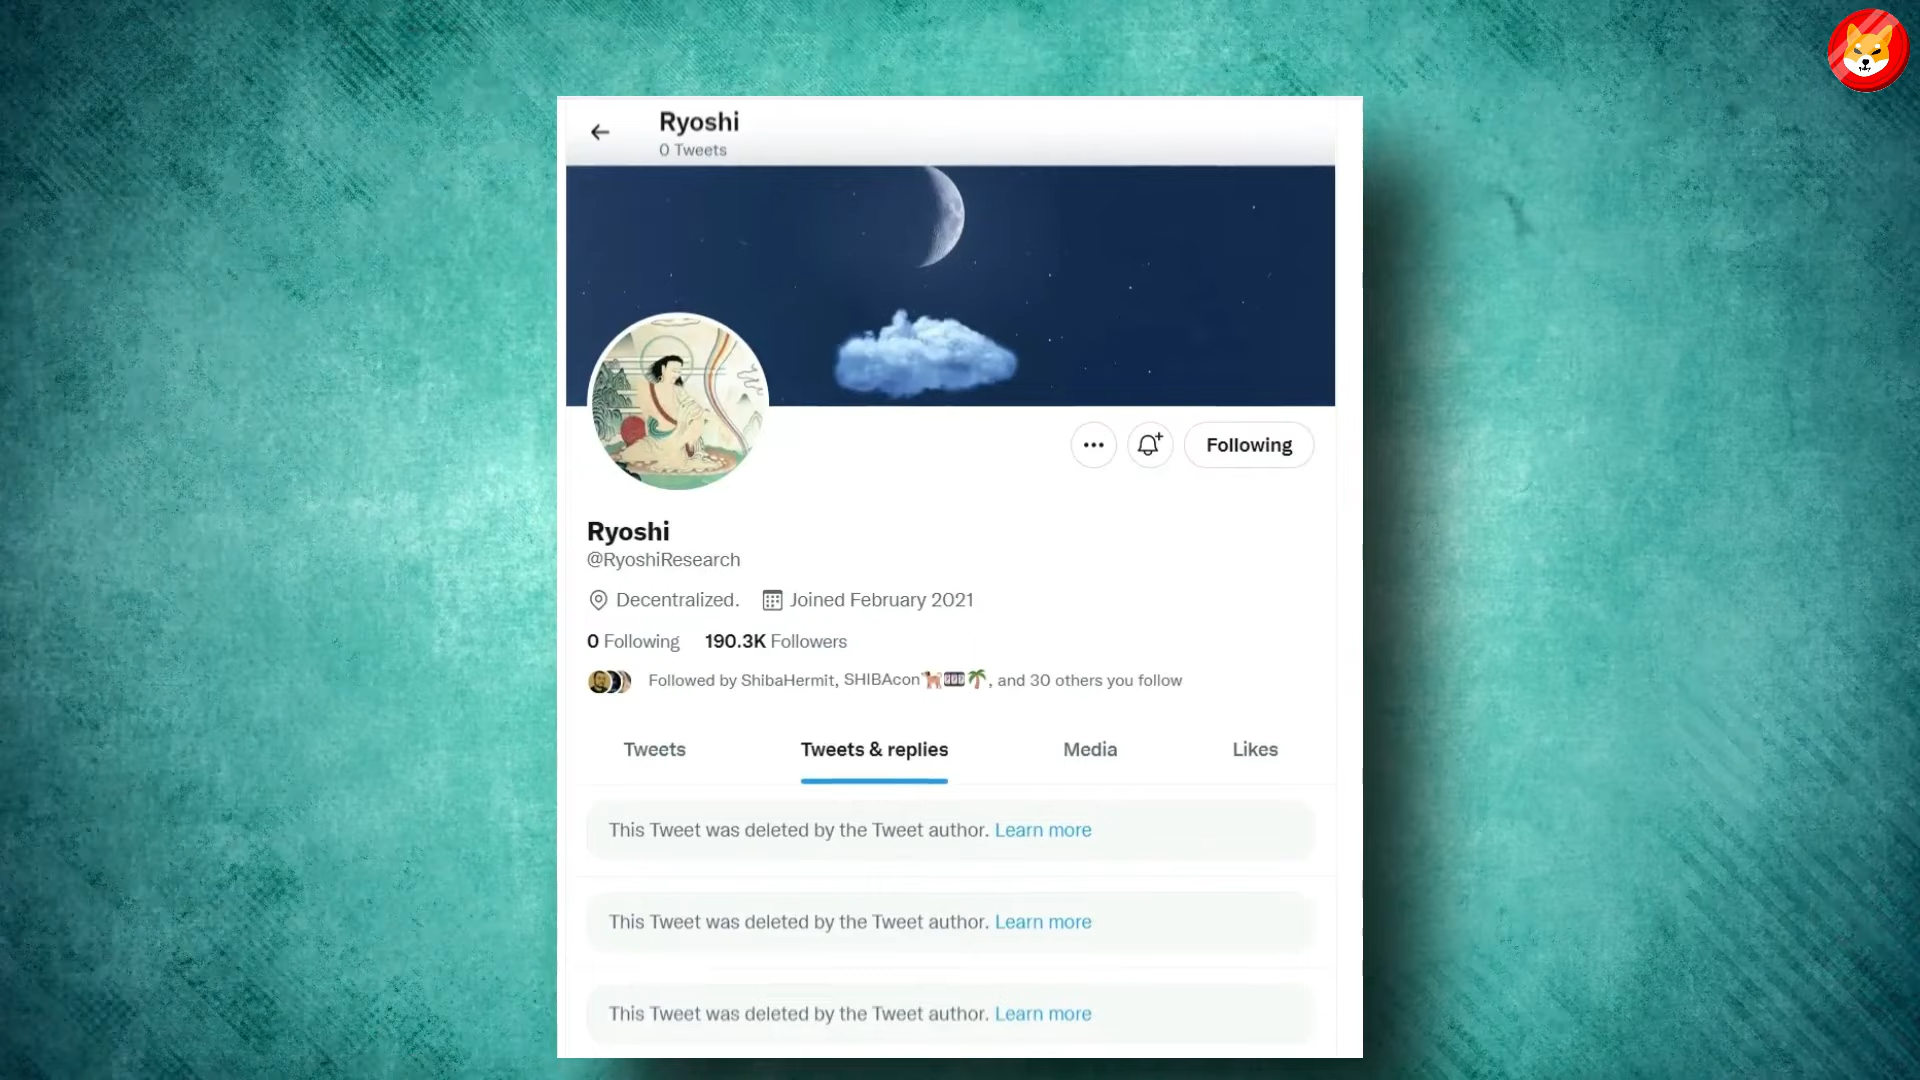 Ryoshi
0 Tweets
Following
Ryoshi
@RyoshiResearch
Decentralized. Joined February 2021
0 Following 190.3K Followers
Followed by ShibaHermit, SHIBAcon🐕🎰🌴, and 30 others you follow
Tweets Tweets & replies Media Likes
This Tweet was deleted by the Tweet author. Learn more
This Tweet was deleted by the Tweet author. Learn more
This Tweet was deleted by the Tweet author. Learn more